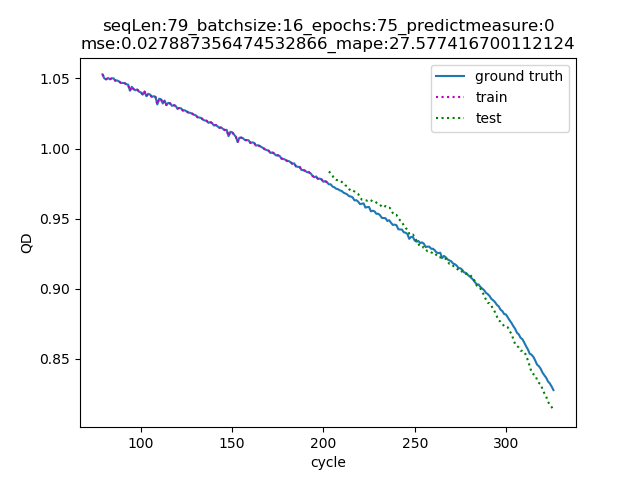 seqLen:79_batchsize:16_epochs:75_predictmeasure:0
mse:0.027887356474532866_mape:27.577416700112124
ground truth
train
test
1.05
1.00
0.95
0.90
0.85
QD
100 150 200 250 300
cycle